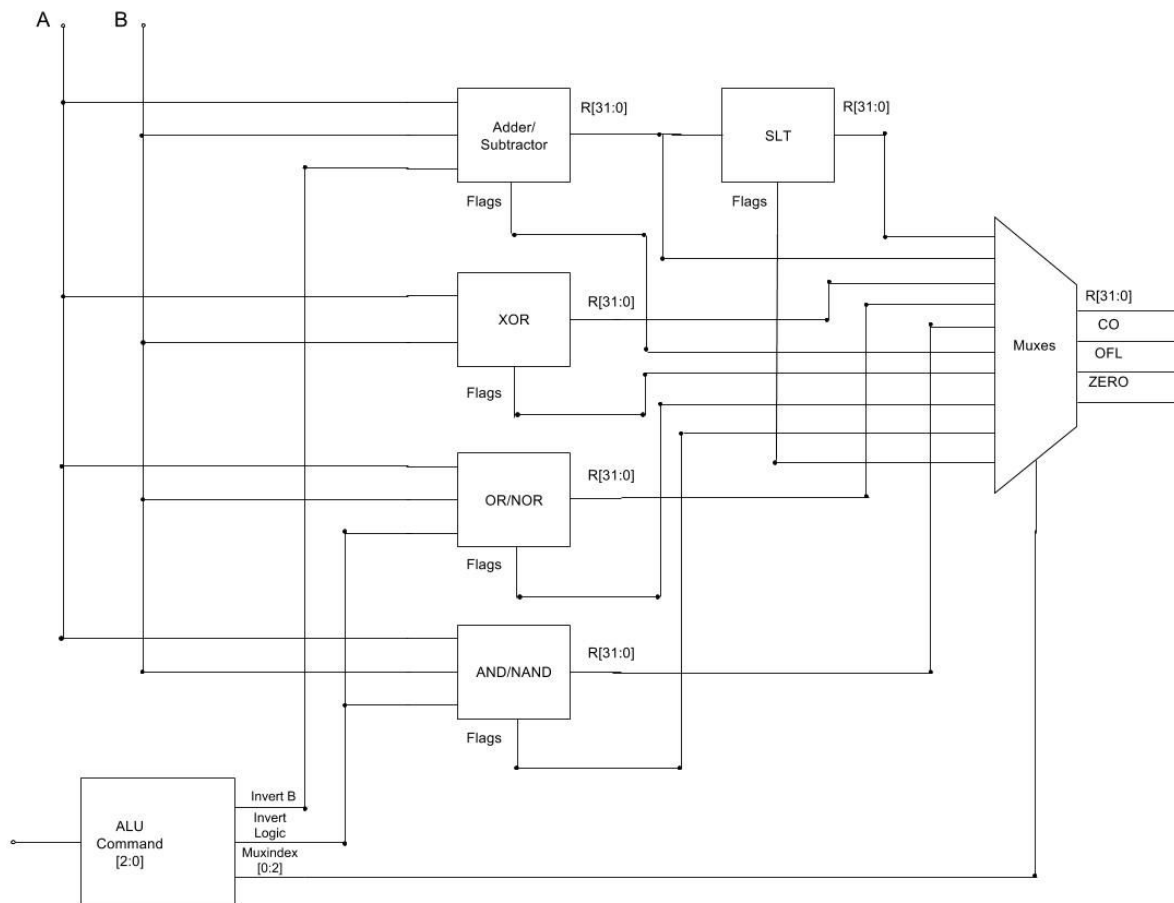 A
B
Adder/
Subtractor
R[31:0]
Flags
SLT
R[31:0]
Flags
XOR
R[31:0]
Flags
Muxes
R[31:0]
CO
OFL
ZERO
OR/NOR
R[31:0]
Flags
AND/NAND
R[31:0]
Flags
ALU
Command
[2:0]
Invert B
Invert
Logic
Muxindex
[0:2]